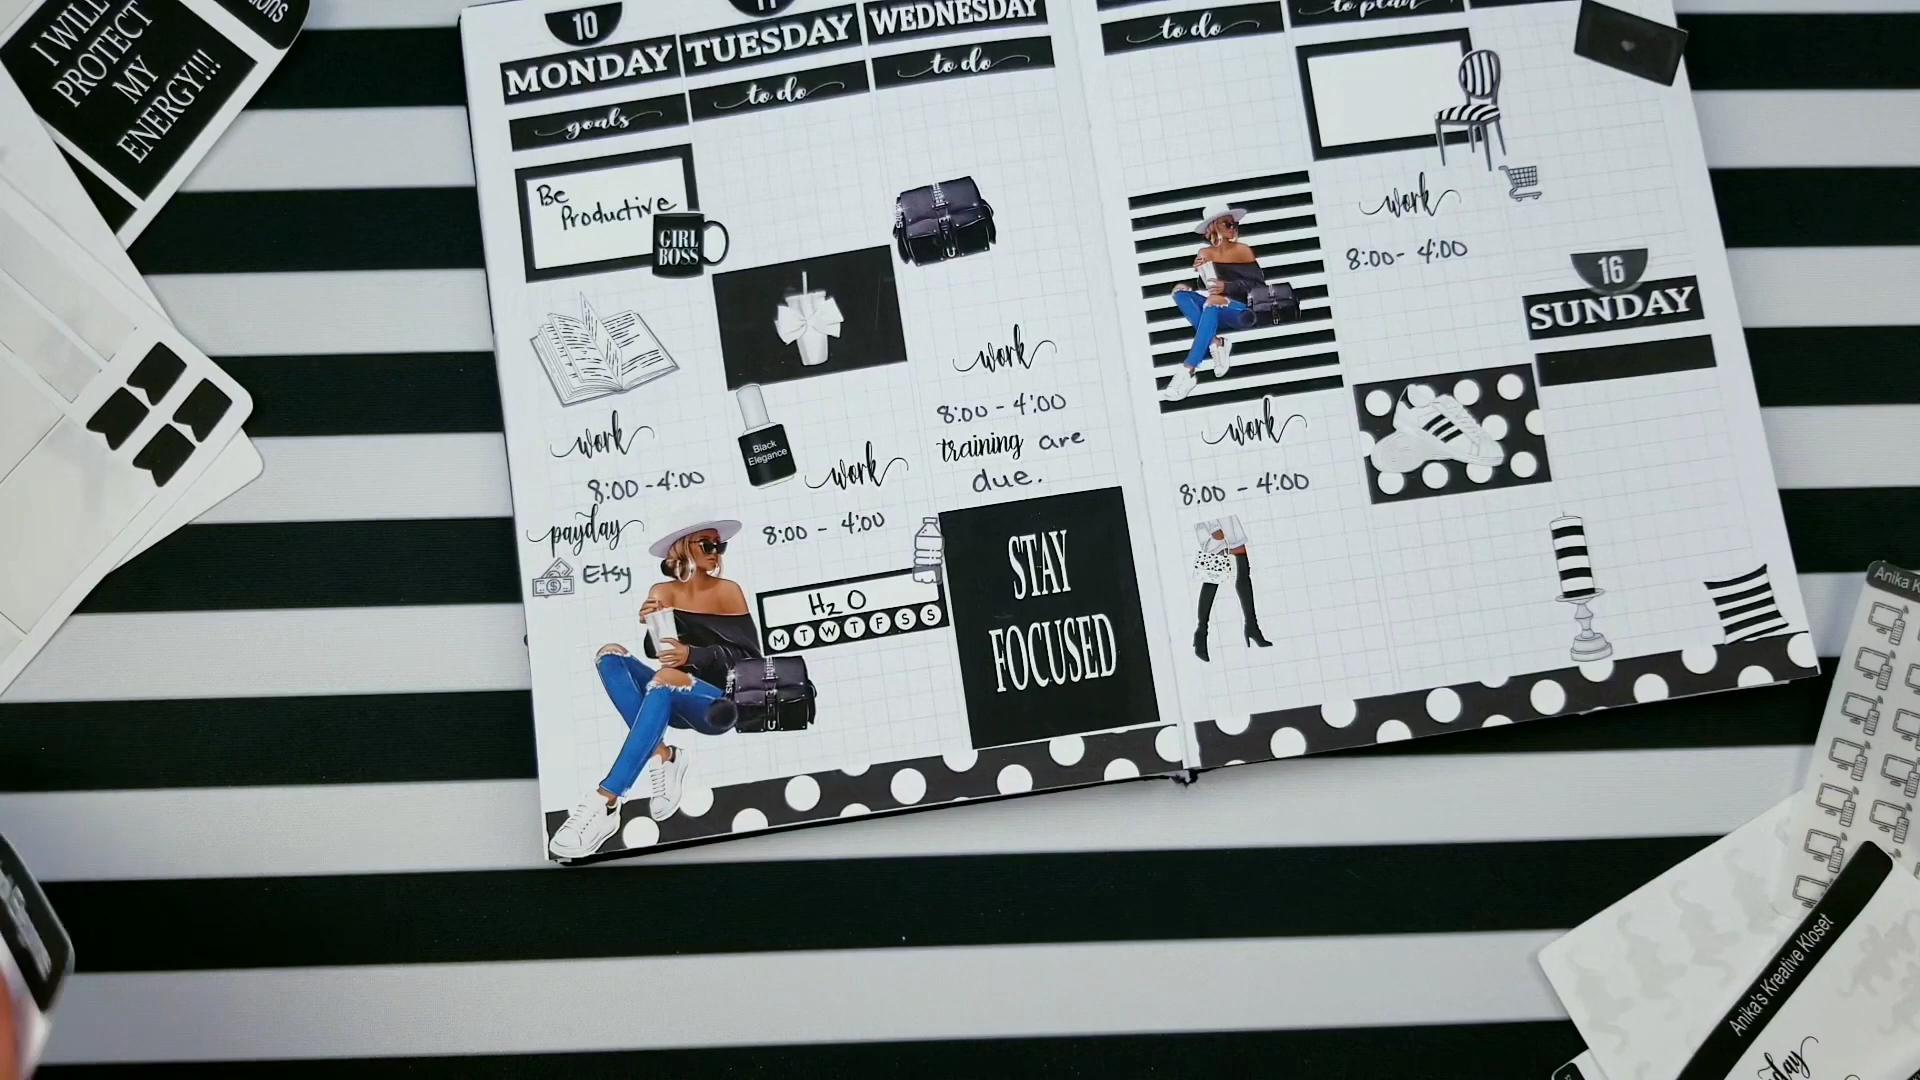 I WILL
PROTECT
MY
ENERGY!!!
10
MONDAY
goals
Be
Productive
GIRL
BOSS
work
8:00-4:00
payday
Etsy
11
TUESDAY
to do
Black
Elegance
work
8:00 - 4:00
H2O
M T W T F S S
WEDNESDAY
to do
work
8:00-4:00
training are
due.
STAY
FOCUSED
to do
work
8:00 - 4:00
to plan
work
8:00- 4:00
16
SUNDAY
Anika K
Anika's Kreative Kloset